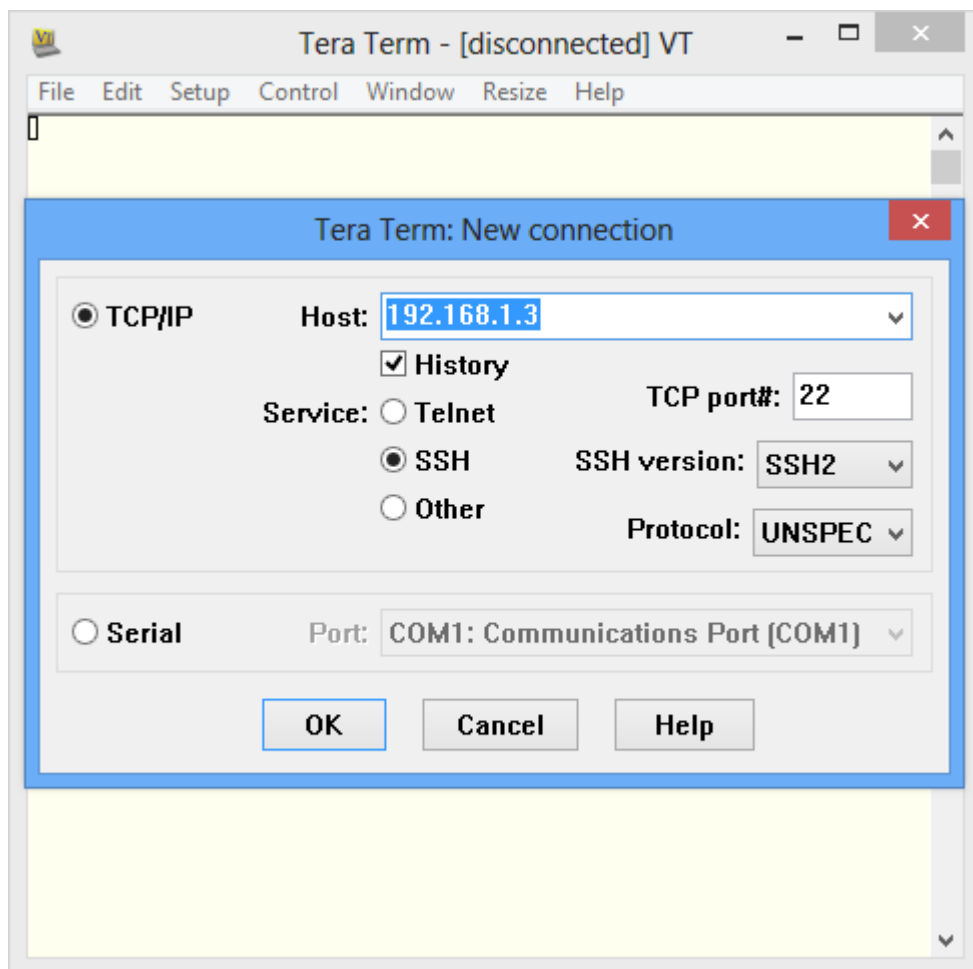 Tera Term - [disconnected] VT
File Edit Setup Control Window Resize Help
Tera Term: New connection
TCP/IP Host: 192.168.1.3
History
Service: Telnet TCP port#: 22
SSH SSH version: SSH2
Other Protocol: UNSPEC
Serial Port: COM1: Communications Port (COM1)
OK Cancel Help